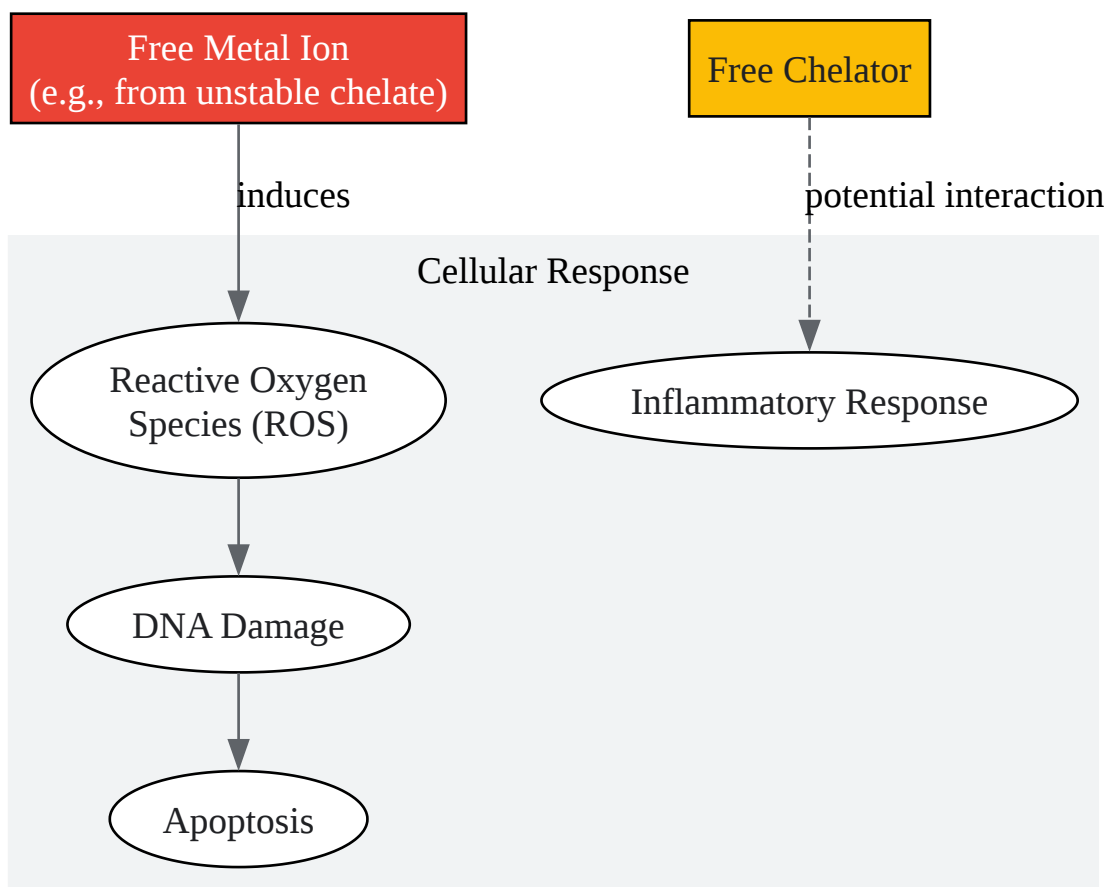 Free Metal Ion
(e.g., from unstable chelate)
Free Chelator
induces
potential interaction
Cellular Response
Reactive Oxygen
Species (ROS)
Inflammatory Response
DNA Damage
Apoptosis